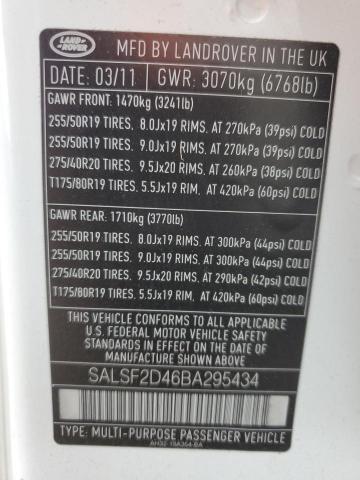 LAND
ROVER
MFD BY LANDROVER IN THE UK
DATE: 03/11 GWR: 3070kg (6768lb)
GAWR FRONT: 1470kg (3241lb)
255/50R19 TIRES. 8.0Jx19 RIMS. AT 270kPa (39psi) COLD
255/50R19 TIRES. 9.0Jx19 RIMS. AT 270kPa (39psi) COLD
275/40R20 TIRES. 9.5Jx20 RIMS. AT 260kPa (38psi) COLD
T175/80R19 TIRES. 5.5Jx19 RIM. AT 420kPa (60psi) COLD
GAWR REAR: 1710kg (3770lb)
255/50R19 TIRES. 8.0Jx19 RIMS. AT 300kPa (44psi) COLD
255/50R19 TIRES. 9.0Jx19 RIMS. AT 300kPa (44psi) COLD
275/40R20 TIRES. 9.5Jx20 RIMS. AT 290kPa (42psi) COLD
T175/80R19 TIRES. 5.5Jx19 RIM. AT 420kPa (60psi) COLD
THIS VEHICLE CONFORMS TO ALL APPLICABLE
U.S. FEDERAL MOTOR VEHICLE SAFETY
STANDARDS IN EFFECT ON THE DATE OF
MANUFACTURE SHOWN ABOVE
SALSF2D46BA295434
TYPE: MULTI-PURPOSE PASSENGER VEHICLE